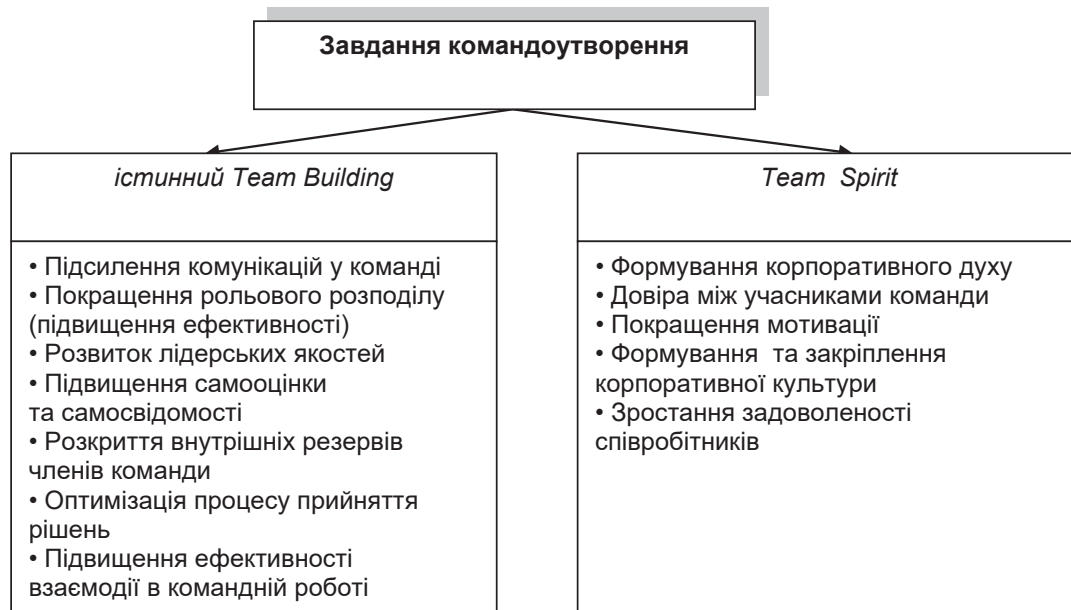 Завдання командоутворення
істинний Team Building
• Підсилення комунікацій у команді
• Покращення рольового розподілу
(підвищення ефективності)
• Розвиток лідерських якостей
• Підвищення самооцінки
та самосвідомості
• Розкриття внутрішніх резервів
членів команди
• Оптимізація процесу прийняття
рішень
• Підвищення ефективності
взаємодії в командній роботі
Team Spirit
• Формування корпоративного духу
• Довіра між учасниками команди
• Покращення мотивації
• Формування та закріплення
корпоративної культури
• Зростання задоволеності
співробітників